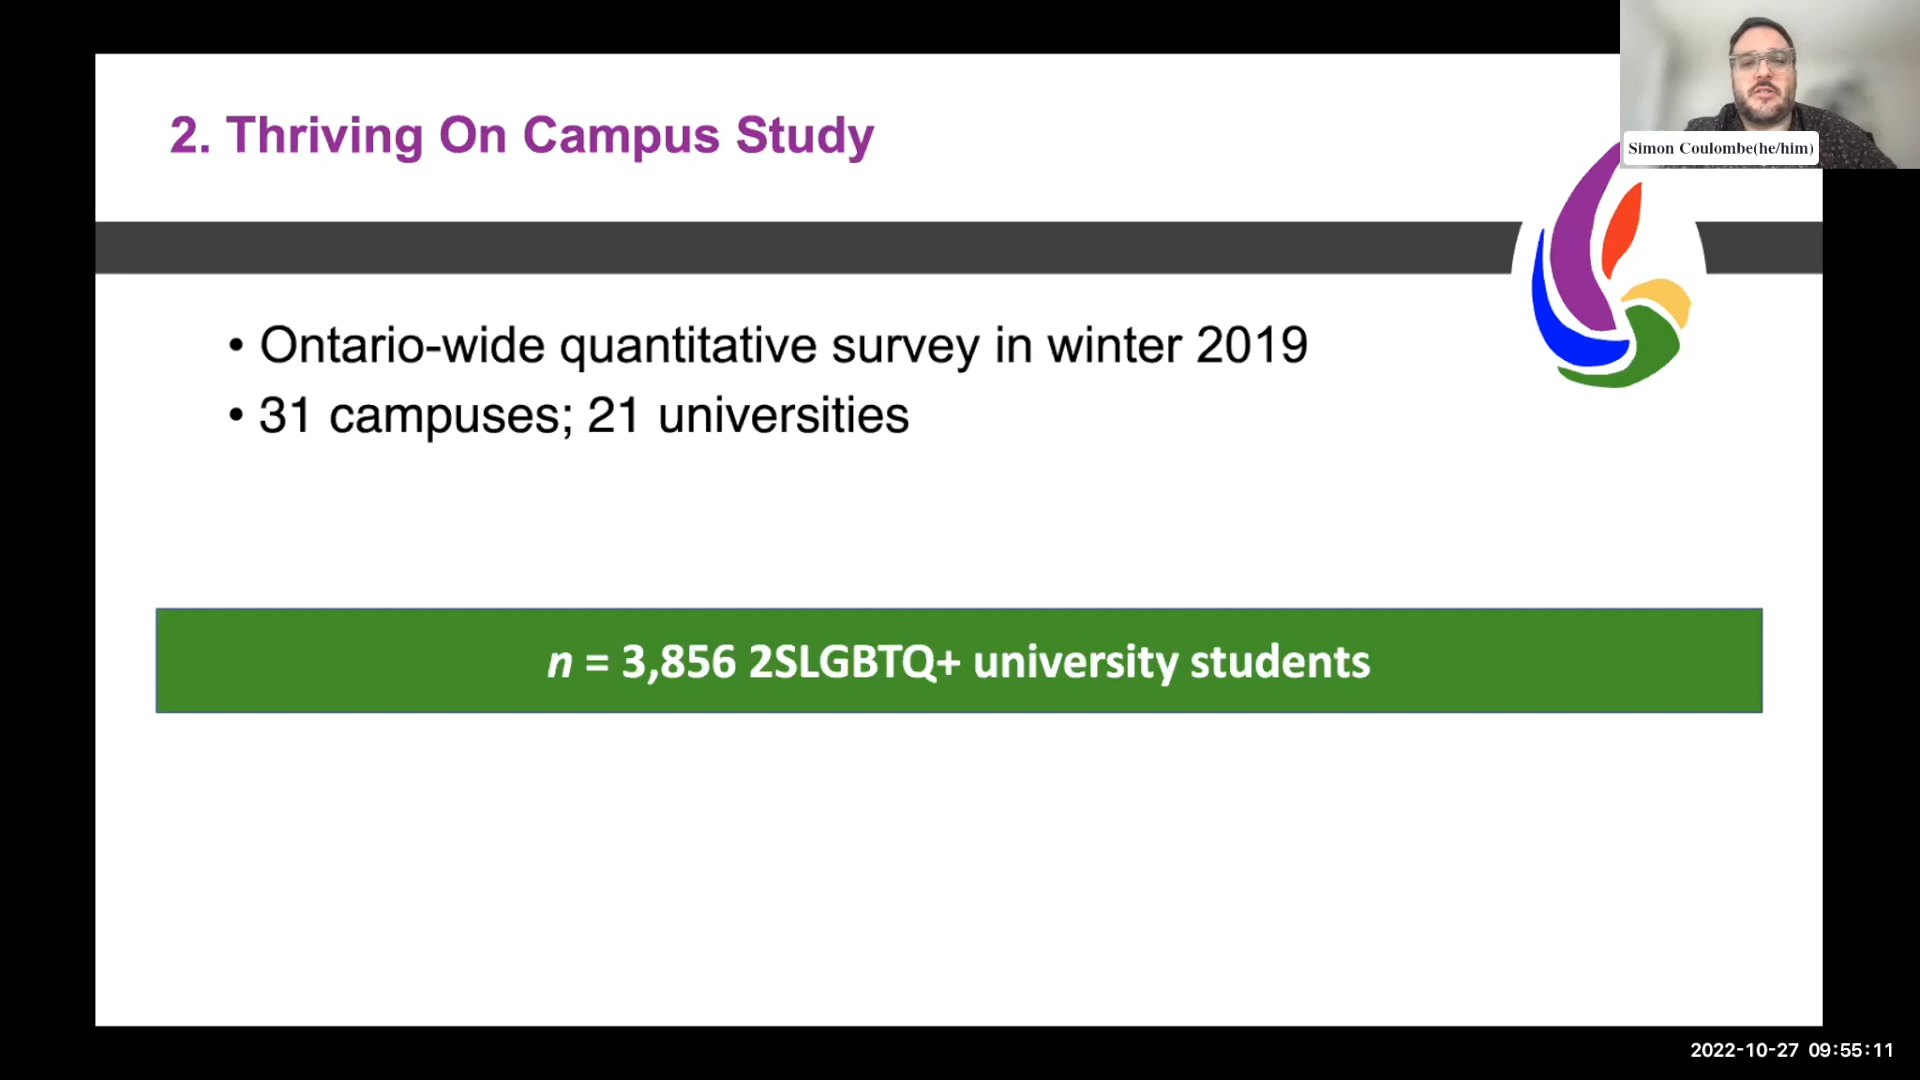 2. Thriving On Campus Study
Simon Coulombe(he/him)
• Ontario-wide quantitative survey in winter 2019
• 31 campuses; 21 universities
n = 3,856 2SLGBTQ+ university students
2022-10-27 09:55:11